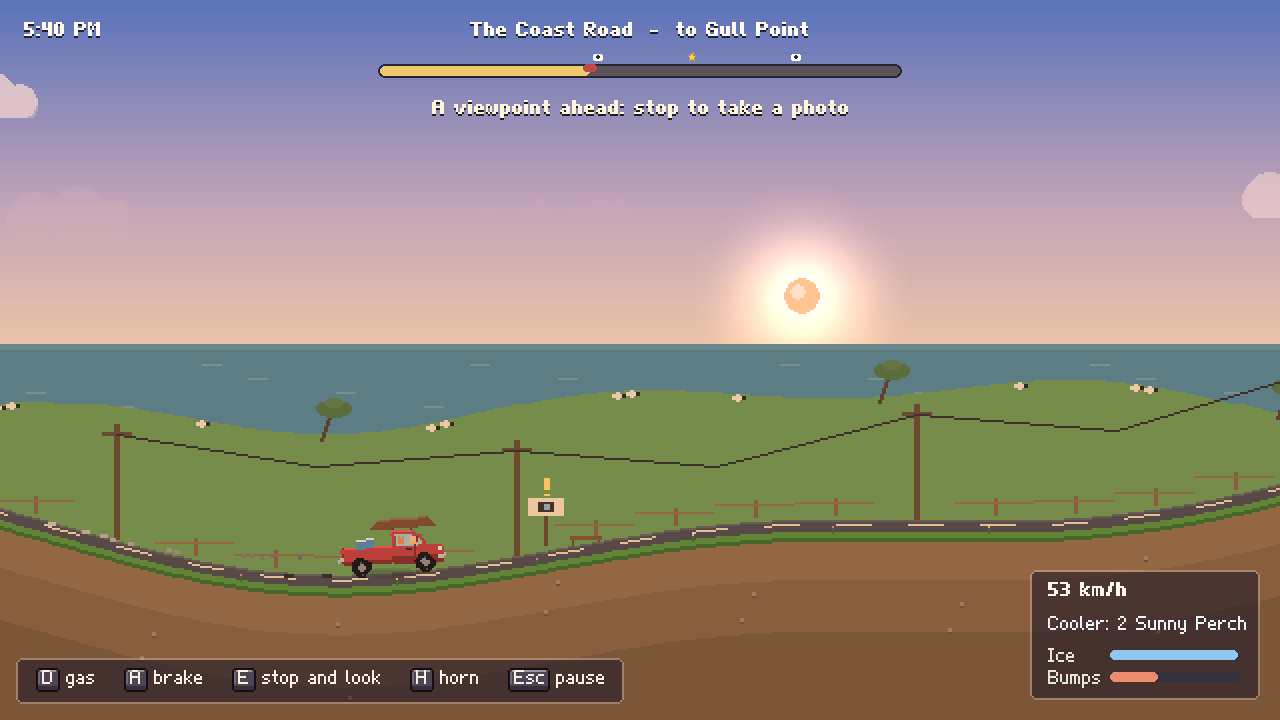 5:40 PM
The Coast Road - to Gull Point
A viewpoint ahead: stop to take a photo
53 km/h
Cooler: 2 Sunny Perch
Ice
Bumps
D gas A brake E stop and look H horn Esc pause